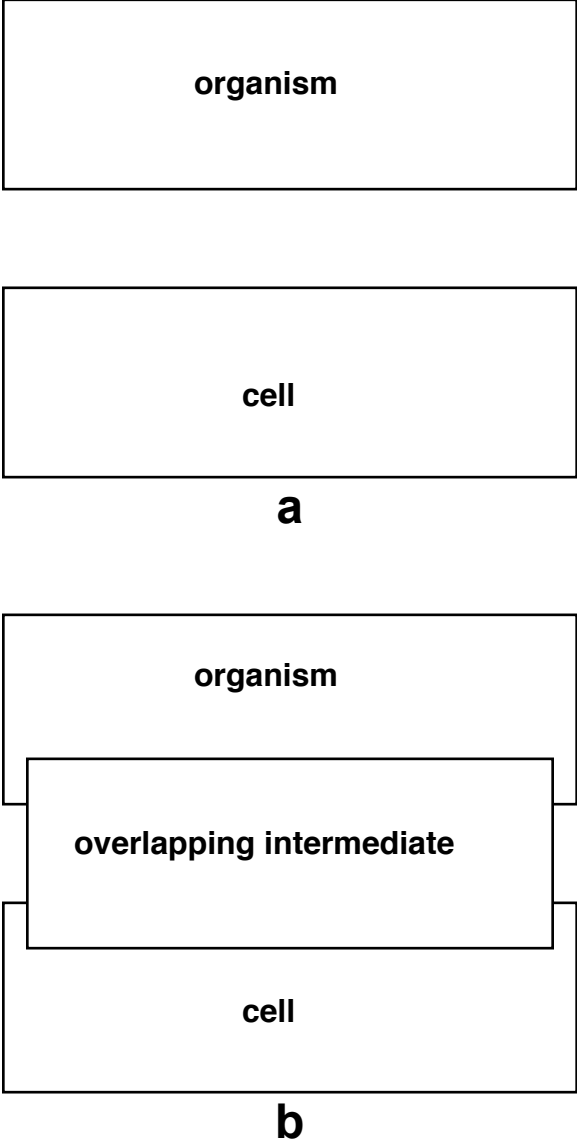 organism
cell
a
organism
overlapping intermediate
cell
b